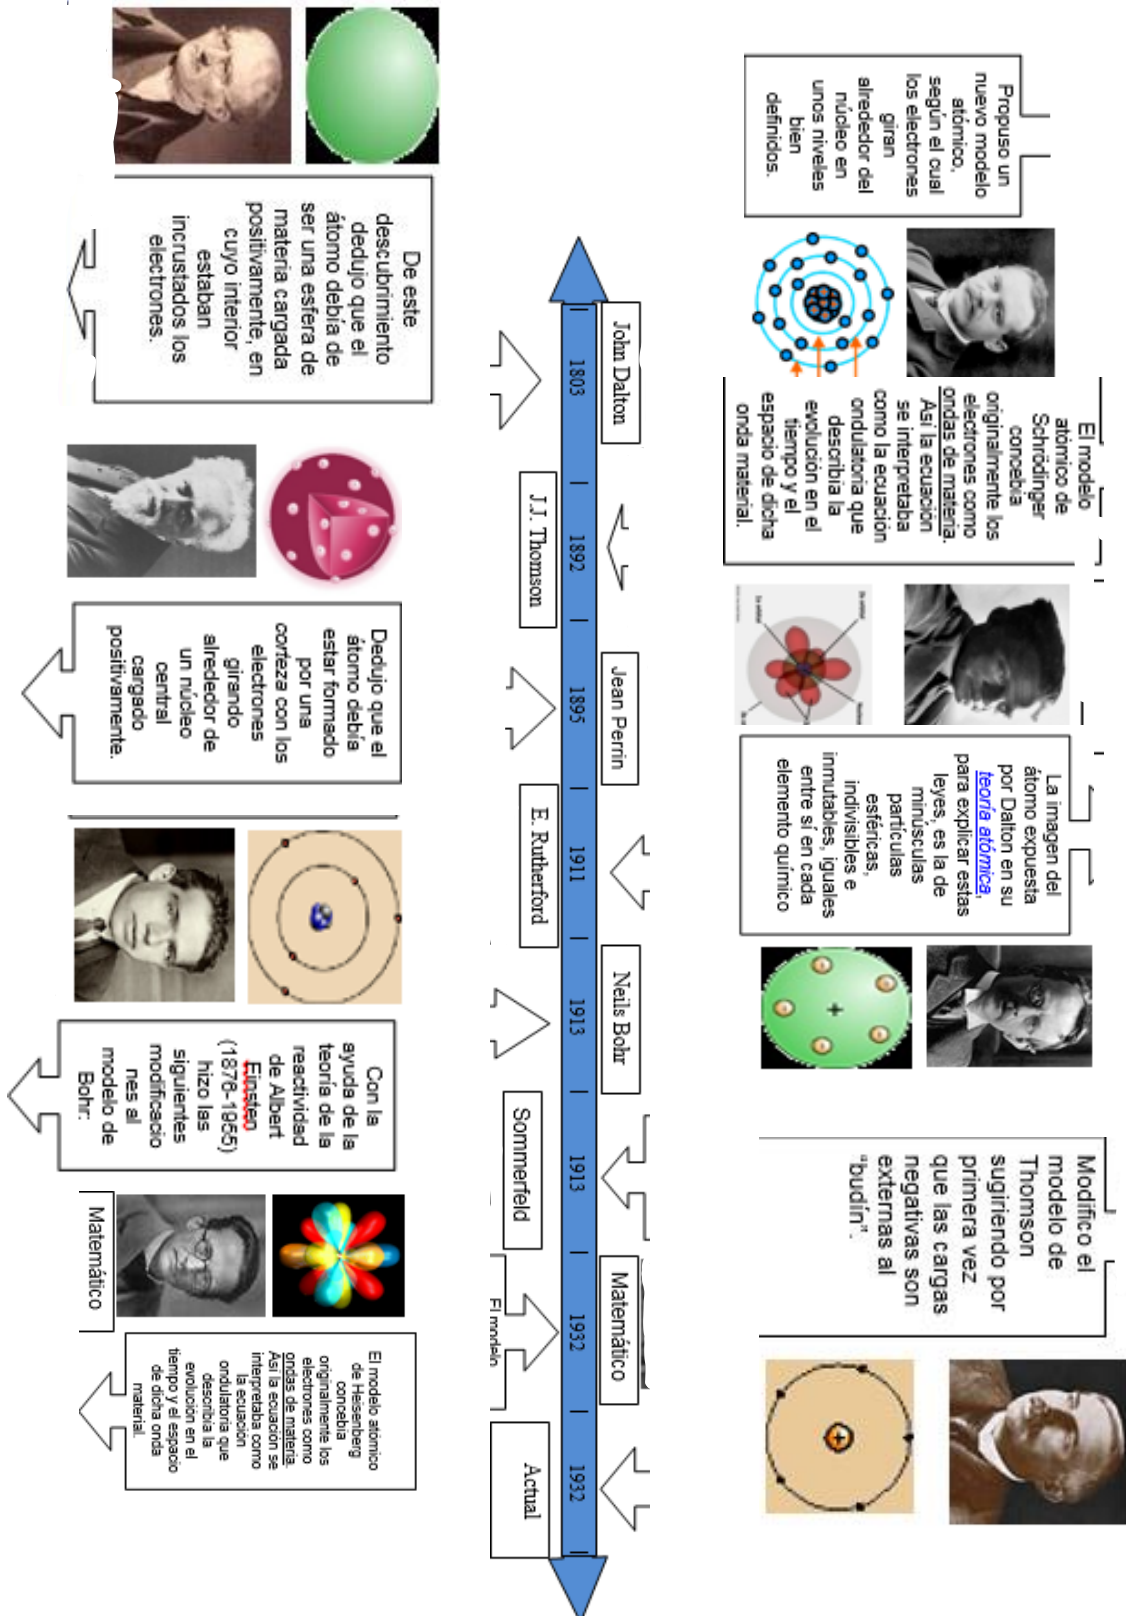 Propuso un
nuevo modelo
atómico,
según el cual
los electrones
giran
alrededor del
núcleo en
unos niveles
bien
definidos.
El modelo
atómico de
Schrödinger
concebía
originalmente los
electrones como
ondas de materia.
Así la ecuación
se interpretaba
como la ecuación
ondulatoria que
describía la
evolución en el
tiempo y el
espacio de dicha
onda material.
La imagen del
átomo expuesta
por Dalton en su
teoría atómica,
para explicar estas
leyes, es la de
minúsculas
partículas
esféricas,
indivisibles e
inmutables, iguales
entre sí en cada
elemento químico
Modifico el
modelo de
Thomson
sugiriendo por
primera vez
que las cargas
negativas son
externas al
"budín".
John Dalton
Jean Perrin
Neils Bohr
Matemático
1803
1892
1895
1911
1913
1913
1932
1932
J.J. Thomson
E. Rutherford
Sommerfeld
El modelo
Actual
De este
descubrimiento
dedujo que el
átomo debía de
ser una esfera de
materia cargada
positivamente, en
cuyo interior
estaban
incrustados los
electrones.
Dedujo que el
átomo debía
estar formado
por una
corteza con los
electrones
girando
alrededor de
un núcleo
central
cargado
positivamente.
Con la
ayuda de la
teoría de la
reactividad
de Albert
Einsten
(1876-1955)
hizo las
siguientes
modificacio
nes al
modelo de
Bohr:
Matemático
El modelo atómico
de Heisenberg
concebía
originalmente los
electrones como
ondas de materia.
Así la ecuación se
interpretaba como
la ecuación
ondulatoria que
describía la
evolución en el
tiempo y el espacio
de dicha onda
material.